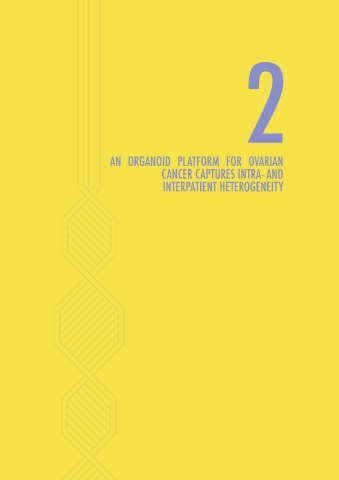 2
AN ORGANOID PLATFORM FOR OVARIAN
CANCER CAPTURES INTRA- AND
INTERPATIENT HETEROGENEITY